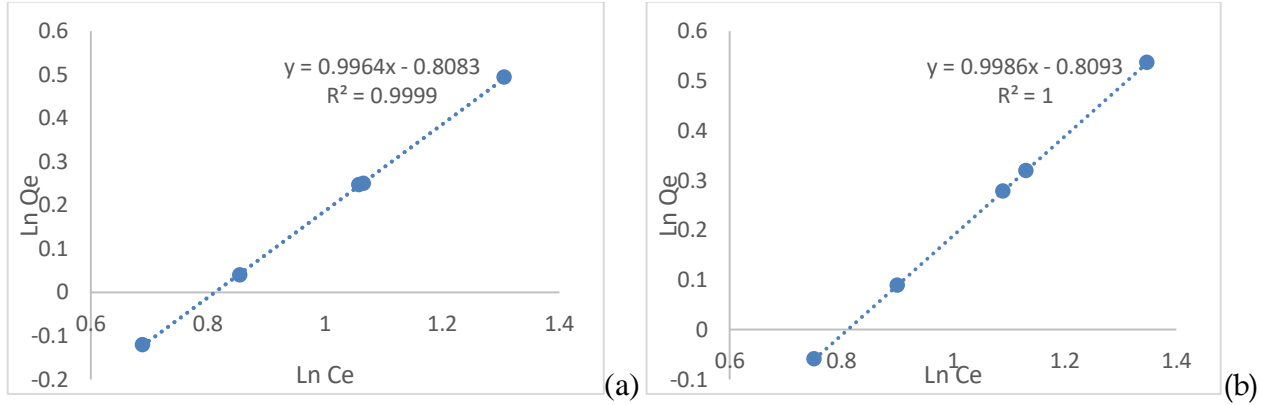 0.6
0.5
0.4
0.3
0.2
0.1
0
-0.1
-0.2
Ln Qe
y = 0.9964x - 0.8083
R² = 0.9999
0.6 0.8 1 1.2 1.4
Ln Ce
(a)
0.6
0.5
0.4
0.3
0.2
0.1
0
-0.1
Ln Qe
y = 0.9986x - 0.8093
R² = 1
0.6 0.8 1 1.2 1.4
Ln Ce
(b)